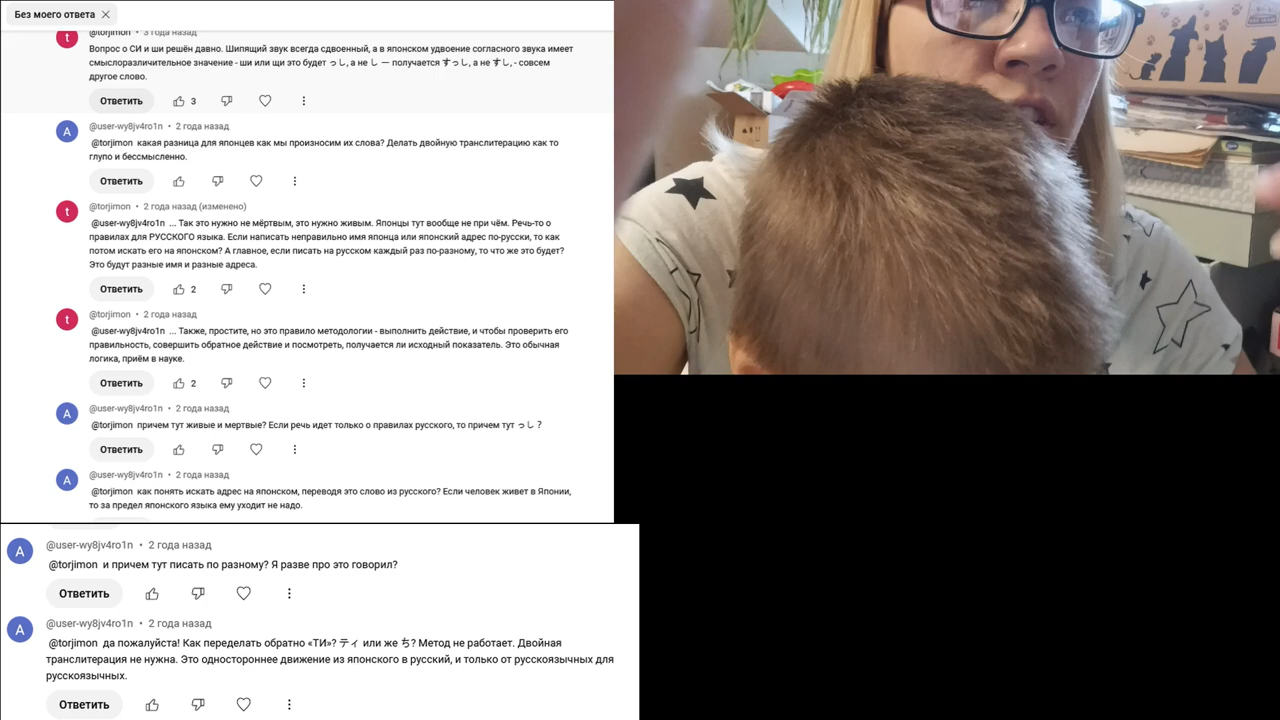 Без моего ответа
@torjimon • 3 года назад
Вопрос о СИ и ши решён давно. Шипящий звук всегда сдвоенный, а в японском удвоение согласного звука имеет
смыслоразличительное значение - ши или щи это будет っし, а не し — получается すっし, а не すし, - совсем
другое слово.
Ответить
3
@user-wy8jv4ro1n • 2 года назад
@torjimon какая разница для японцев как мы произносим их слова? Делать двойную транслитерацию как то
глупо и бессмысленно.
Ответить
@torjimon • 2 года назад (изменено)
@user-wy8jv4ro1n ... Так это нужно не мёртвым, это нужно живым. Японцы тут вообще не при чём. Речь-то о
правилах для РУССКОГО языка. Если написать неправильно имя японца или японский адрес по-русски, то как
потом искать его на японском? А главное, если писать на русском каждый раз по-разному, то что же это будет?
Это будут разные имя и разные адреса.
Ответить
2
@torjimon • 2 года назад
@user-wy8jv4ro1n ... Также, простите, но это правило методологии - выполнить действие, и чтобы проверить его
правильность, совершить обратное действие и посмотреть, получается ли исходный показатель. Это обычная
логика, приём в науке.
Ответить
2
@user-wy8jv4ro1n • 2 года назад
@torjimon причем тут живые и мертвые? Если речь идет только о правилах русского, то причем тут っし？
Ответить
@user-wy8jv4ro1n • 2 года назад
@torjimon как понять искать адрес на японском, переводя это слово из русского? Если человек живет в Японии,
то за предел японского языка ему уходит не надо.
@user-wy8jv4ro1n • 2 года назад
@torjimon и причем тут писать по разному? Я разве про это говорил?
Ответить
@user-wy8jv4ro1n • 2 года назад
@torjimon да пожалуйста! Как переделать обратно «ТИ»? ティ или же ち? Метод не работает. Двойная
транслитерация не нужна. Это одностороннее движение из японского в русский, и только от русскоязычных для
русскоязычных.
Ответить